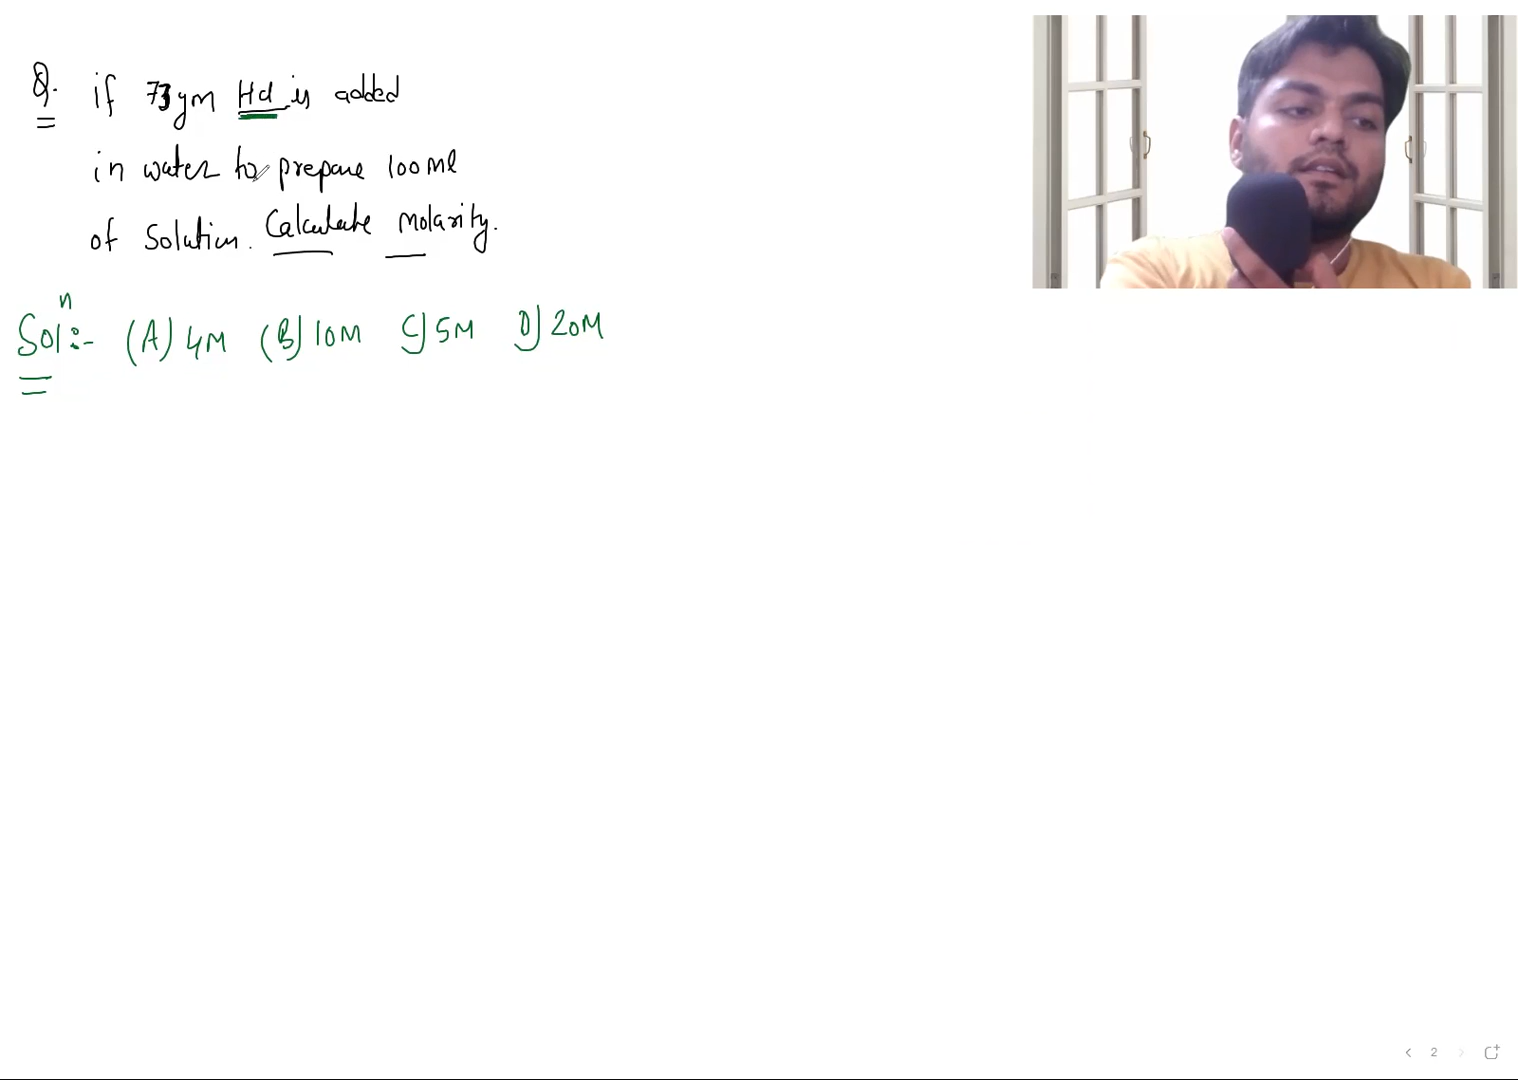 Q. if 73gm Hcl is added
in water to prepare 100ml
of Solution. Calculate Molarity.
Solⁿ:- (A) 4M (B) 10M C) 5M D) 20M
2